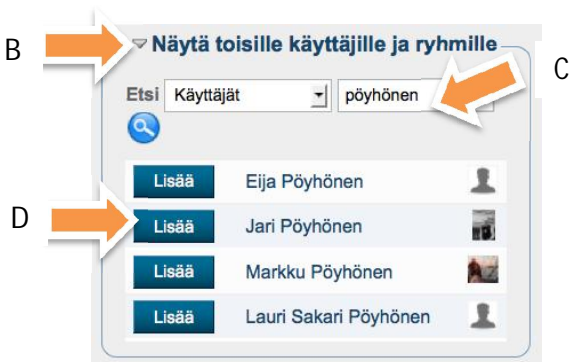 B
Näytä toisille käyttäjille ja ryhmille
C
Etsi Käyttäjät pöyhönen
Lisää Eija Pöyhönen
D
Lisää Jari Pöyhönen
Lisää Markku Pöyhönen
Lisää Lauri Sakari Pöyhönen